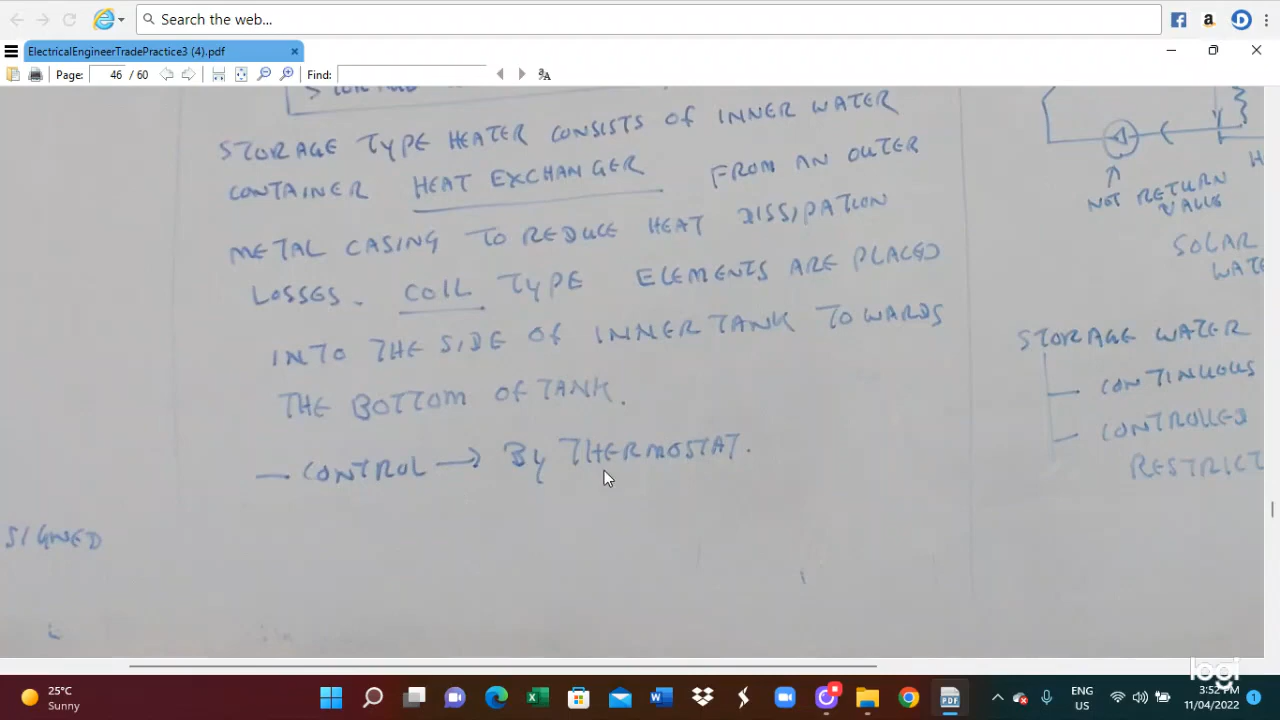 Search the web...
ElectricalEngineerTradePractice3 (4).pdf
Page: 46 / 60 Find:
STORAGE TYPE HEATER CONSISTS OF INNER WATER
CONTAINER HEAT EXCHANGER FROM AN OUTER
METAL CASING TO REDUCE HEAT DISSIPATION
LOSSES. COIL TYPE ELEMENTS ARE PLACED
INTO THE SIDE OF INNER TANK TOWARDS
THE BOTTOM OF TANK.
— CONTROL → BY THERMOSTAT.
SIGNED
NOT RETURN
SOLAR
WATE
STORAGE WATER
CONTINUOUS
CONTROLLED
RESTRICT
logi
25°C
Sunny
ENG
US
3:52 PM
11/04/2022